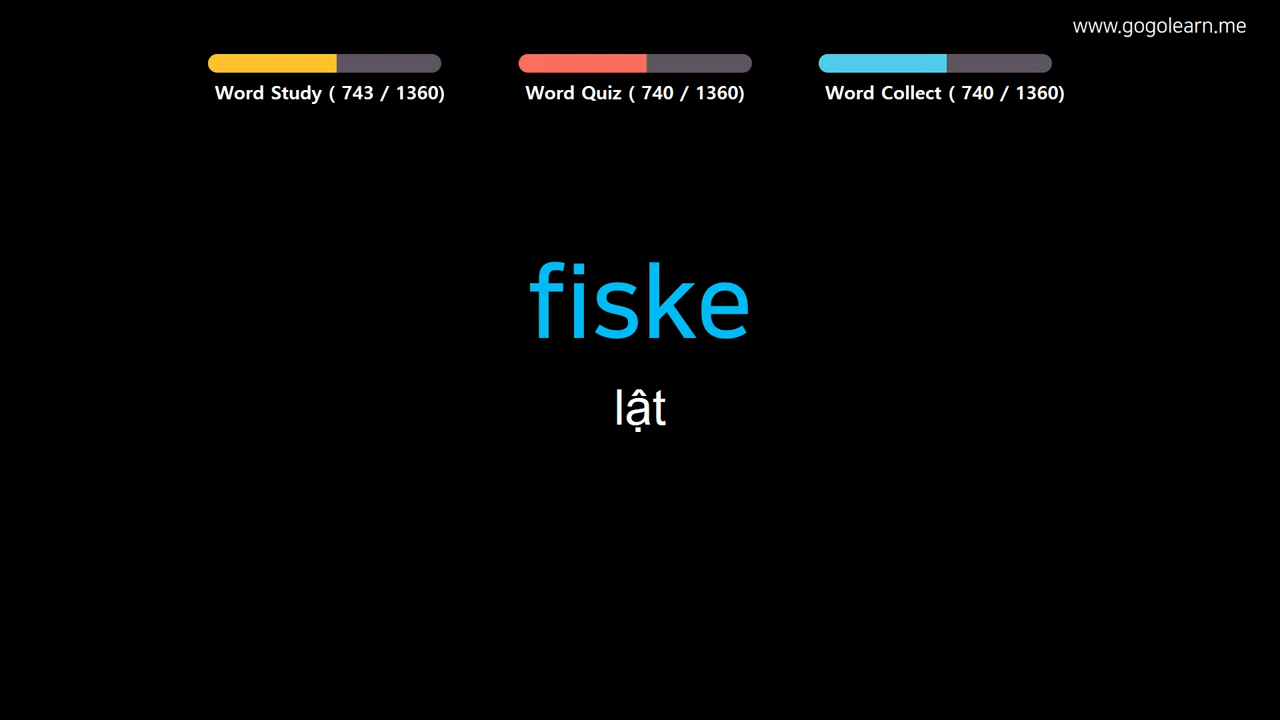 www.gogolearn.me
Word Study ( 743 / 1360)
Word Quiz ( 740 / 1360)
Word Collect ( 740 / 1360)
fiske
lật